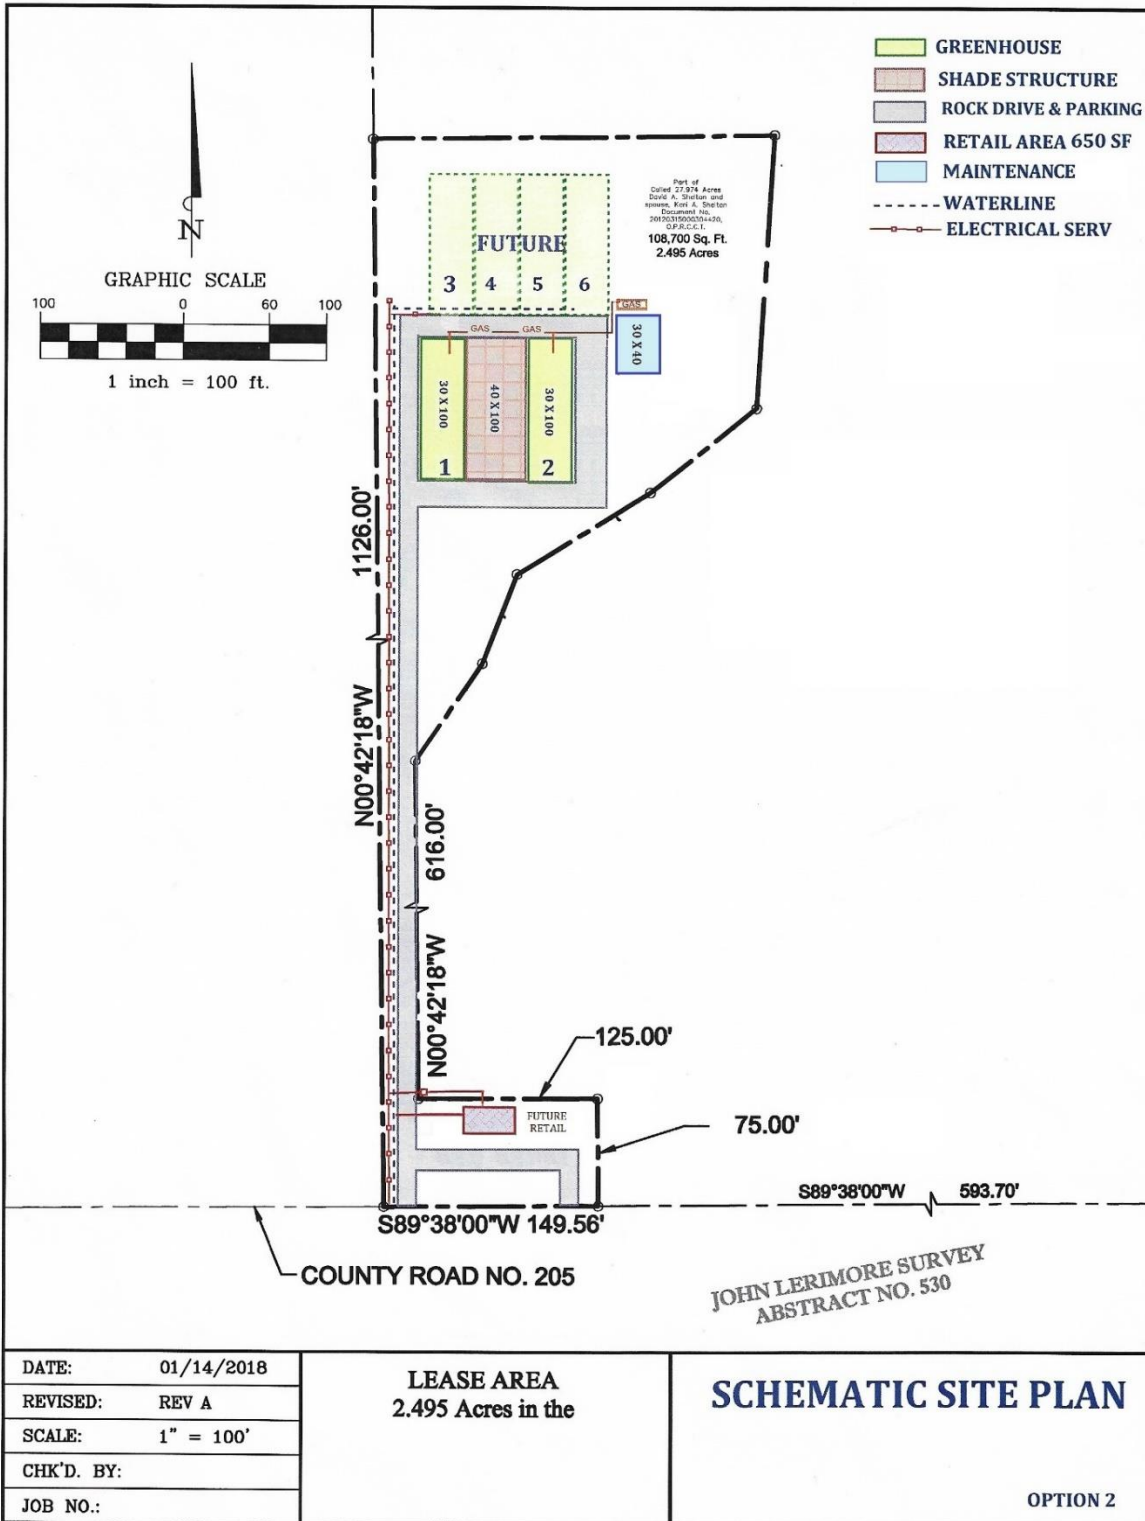 GREENHOUSE
SHADE STRUCTURE
ROCK DRIVE & PARKING
RETAIL AREA 650 SF
MAINTENANCE
WATERLINE
ELECTRICAL SERV
N
GRAPHIC SCALE
100 0 60 100
1 inch = 100 ft.
Part of
Called 27.974 Acres
David A. Shelton and
spouse, Keri A. Shelton
Document No.
O.P.R.C.C.T.
108,700 Sq. Ft.
2.495 Acres
FUTURE
3 4 5 6
GAS
GAS GAS
30 X 40
30 X 100
40 X 100
30 X 100
1 2
1126.00'
N00°42'18"W
616.00'
N00°42'18"W
125.00'
FUTURE
RETAIL
75.00'
S89°38'00"W 593.70'
S89°38'00"W 149.56'
COUNTY ROAD NO. 205
JOHN LERIMORE SURVEY
ABSTRACT NO. 530
DATE: 01/14/2018
REVISED: REV A
SCALE: 1" = 100'
CHK'D. BY:
JOB NO.:
LEASE AREA
2.495 Acres in the
SCHEMATIC SITE PLAN
OPTION 2